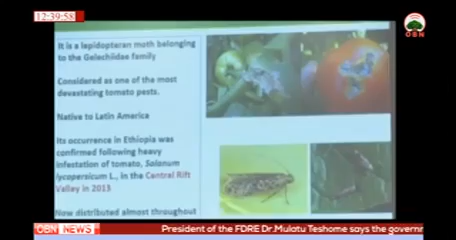 12:39:58
OBN
It is a lepidopteran moth belonging
to the Gelechiidae family
Considered as one of the most
devastating tomato pests.
Native to Latin America
Its occurrence in Ethiopia was
confirmed following heavy
infestation of tomato, Solanum
lycopersicum L., in the Central Rift
Valley in 2013
Now distributed almost throughout
OBN NEWS
President of the FDRE Dr.Mulatu Teshome says the governm